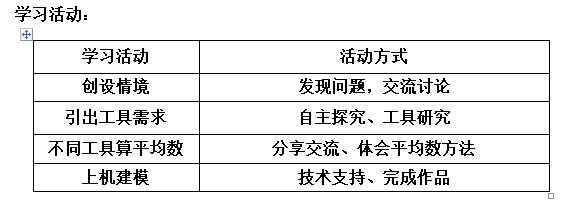 学习活动：
学习活动 活动方式
创设情境 发现问题，交流讨论
引出工具需求 自主探究、工具研究
不同工具算平均数 分享交流、体会平均数方法
上机建模 技术支持、完成作品